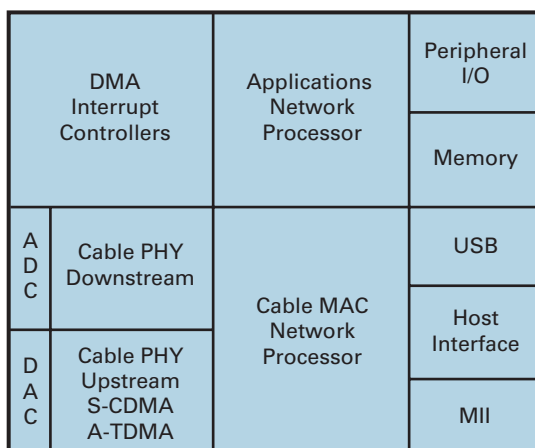 DMA
Interrupt
Controllers
Applications
Network
Processor
Peripheral
I/O
Memory
A
D
C
Cable PHY
Downstream
Cable MAC
Network
Processor
USB
Host
Interface
D
A
C
Cable PHY
Upstream
S-CDMA
A-TDMA
MII